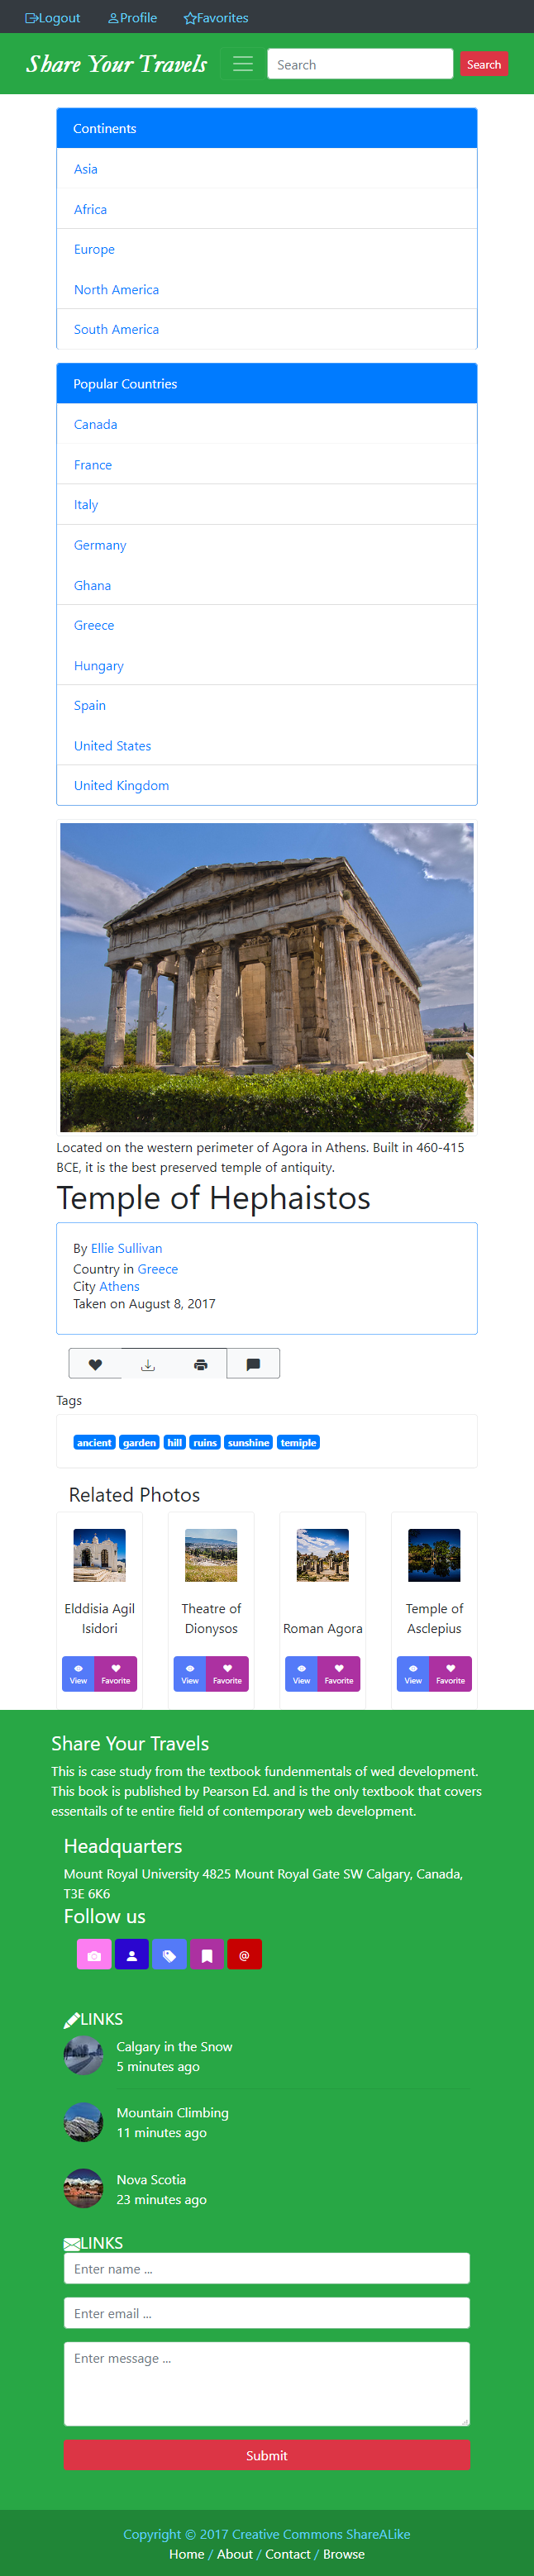 Logout Profile Favorites
Share Your Travels Search Search
Continents
Asia
Africa
Europe
North America
South America
Popular Countries
Canada
France
Italy
Germany
Ghana
Greece
Hungary
Spain
United States
United Kingdom
Located on the western perimeter of Agora in Athens. Built in 460-415
BCE, it is the best preserved temple of antiquity.
Temple of Hephaistos
By Ellie Sullivan
Country in Greece
City Athens
Taken on August 8, 2017
Tags
ancient garden hill ruins sunshine temiple
Related Photos
Elddisia Agil
Isidori
View Favorite
Theatre of
Dionysos
View Favorite
Roman Agora
View Favorite
Temple of
Asclepius
View Favorite
Share Your Travels
This is case study from the textbook fundenmentals of wed development.
This book is published by Pearson Ed. and is the only textbook that covers
essentails of te entire field of contemporary web development.
Headquarters
Mount Royal University 4825 Mount Royal Gate SW Calgary, Canada,
T3E 6K6
Follow us
@
LINKS
Calgary in the Snow
5 minutes ago
Mountain Climbing
11 minutes ago
Nova Scotia
23 minutes ago
LINKS
Enter name ...
Enter email ...
Enter message ...
Submit
Copyright © 2017 Creative Commons ShareALike
Home / About / Contact / Browse